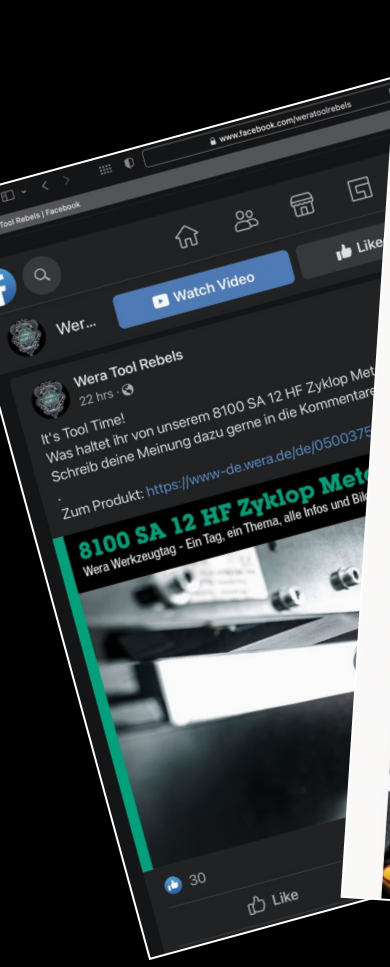 www.facebook.com/weratoolrebels
Tool Rebels | Facebook
Wer...
Watch Video
Like
Wera Tool Rebels
22 hrs ·
It's Tool Time!
Was haltet ihr von unserem 8100 SA 12 HF Zyklop Met
Schreib deine Meinung dazu gerne in die Kommentare
.
Zum Produkt: https://www-de.wera.de/de/0500375
8100 SA 12 HF Zyklop Meta
Wera Werkzeugtag - Ein Tag, ein Thema, alle Infos und Bil
30
Like